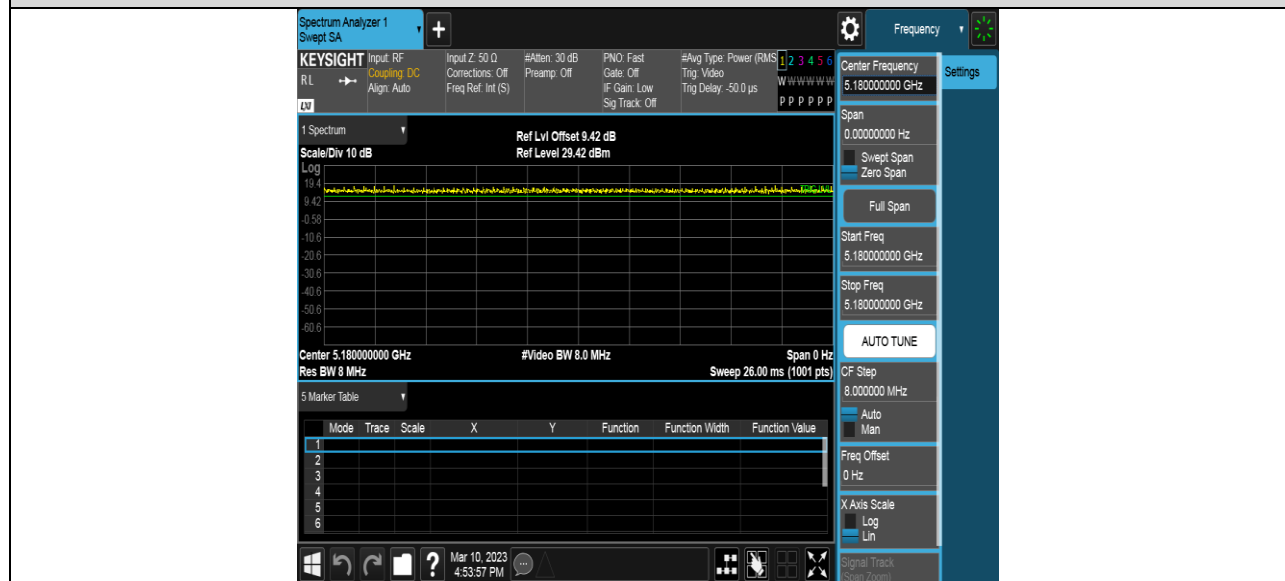 Spectrum Analyzer 1
Swept SA
+
Frequency
KEYSIGHT
RL
LXI
Input: RF
Coupling: DC
Align: Auto
Input Z: 50 Ω
Corrections: Off
Freq Ref: Int (S)
#Atten: 30 dB
Preamp: Off
PNO: Fast
Gate: Off
IF Gain: Low
Sig Track: Off
#Avg Type: Power (RMS
Trig: Video
Trig Delay: -50.0 µs
1 2 3 4 5 6
W W W W W W
P P P P P P
1 Spectrum
Scale/Div 10 dB
Ref Lvl Offset 9.42 dB
Ref Level 29.42 dBm
Log
19.4
9.42
-0.58
-10.6
-20.6
-30.6
-40.6
-50.6
-60.6
Center 5.180000000 GHz
#Video BW 8.0 MHz
Span 0 Hz
Res BW 8 MHz
Sweep 26.00 ms (1001 pts)
5 Marker Table
Mode Trace Scale X Y Function Function Width Function Value
1
2
3
4
5
6
?
Mar 10, 2023
4:53:57 PM
Center Frequency
5.180000000 GHz
Settings
Span
0.00000000 Hz
Swept Span
Zero Span
Full Span
Start Freq
5.180000000 GHz
Stop Freq
5.180000000 GHz
AUTO TUNE
CF Step
8.000000 MHz
Auto
Man
Freq Offset
0 Hz
X Axis Scale
Log
Lin
Signal Track
(Span Zoom)